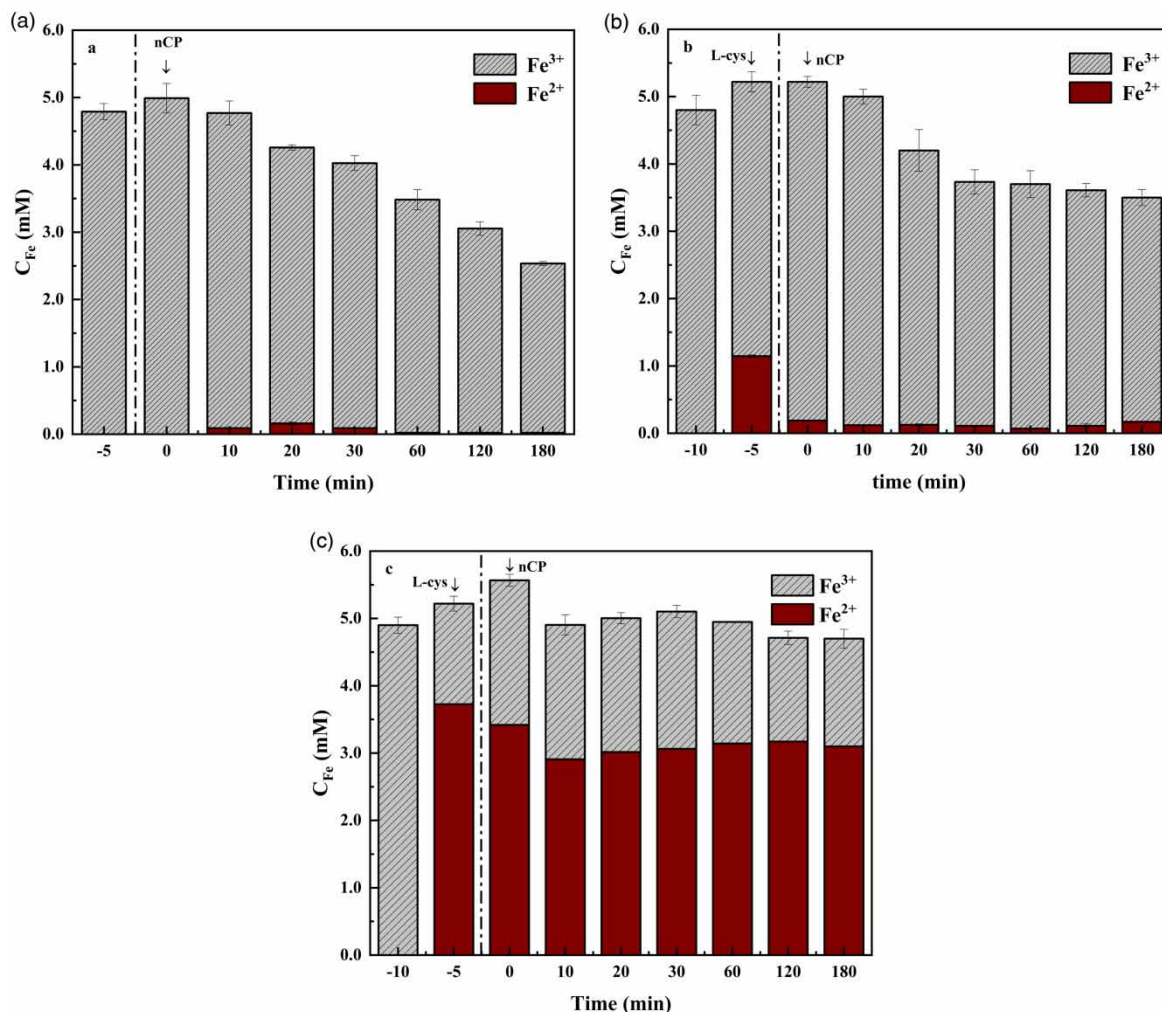 (a)
a
nCP
↓
Fe³⁺
Fe²⁺
6.0
5.0
4.0
3.0
2.0
1.0
0.0
C_Fe (mM)
-5 0 10 20 30 60 120 180
Time (min)
(b)
b
L-cys↓ ↓nCP
Fe³⁺
Fe²⁺
6.0
5.0
4.0
3.0
2.0
1.0
0.0
C_Fe (mM)
-10 -5 0 10 20 30 60 120 180
time (min)
(c)
c
L-cys↓ ↓nCP
Fe³⁺
Fe²⁺
6.0
5.0
4.0
3.0
2.0
1.0
0.0
C_Fe (mM)
-10 -5 0 10 20 30 60 120 180
Time (min)